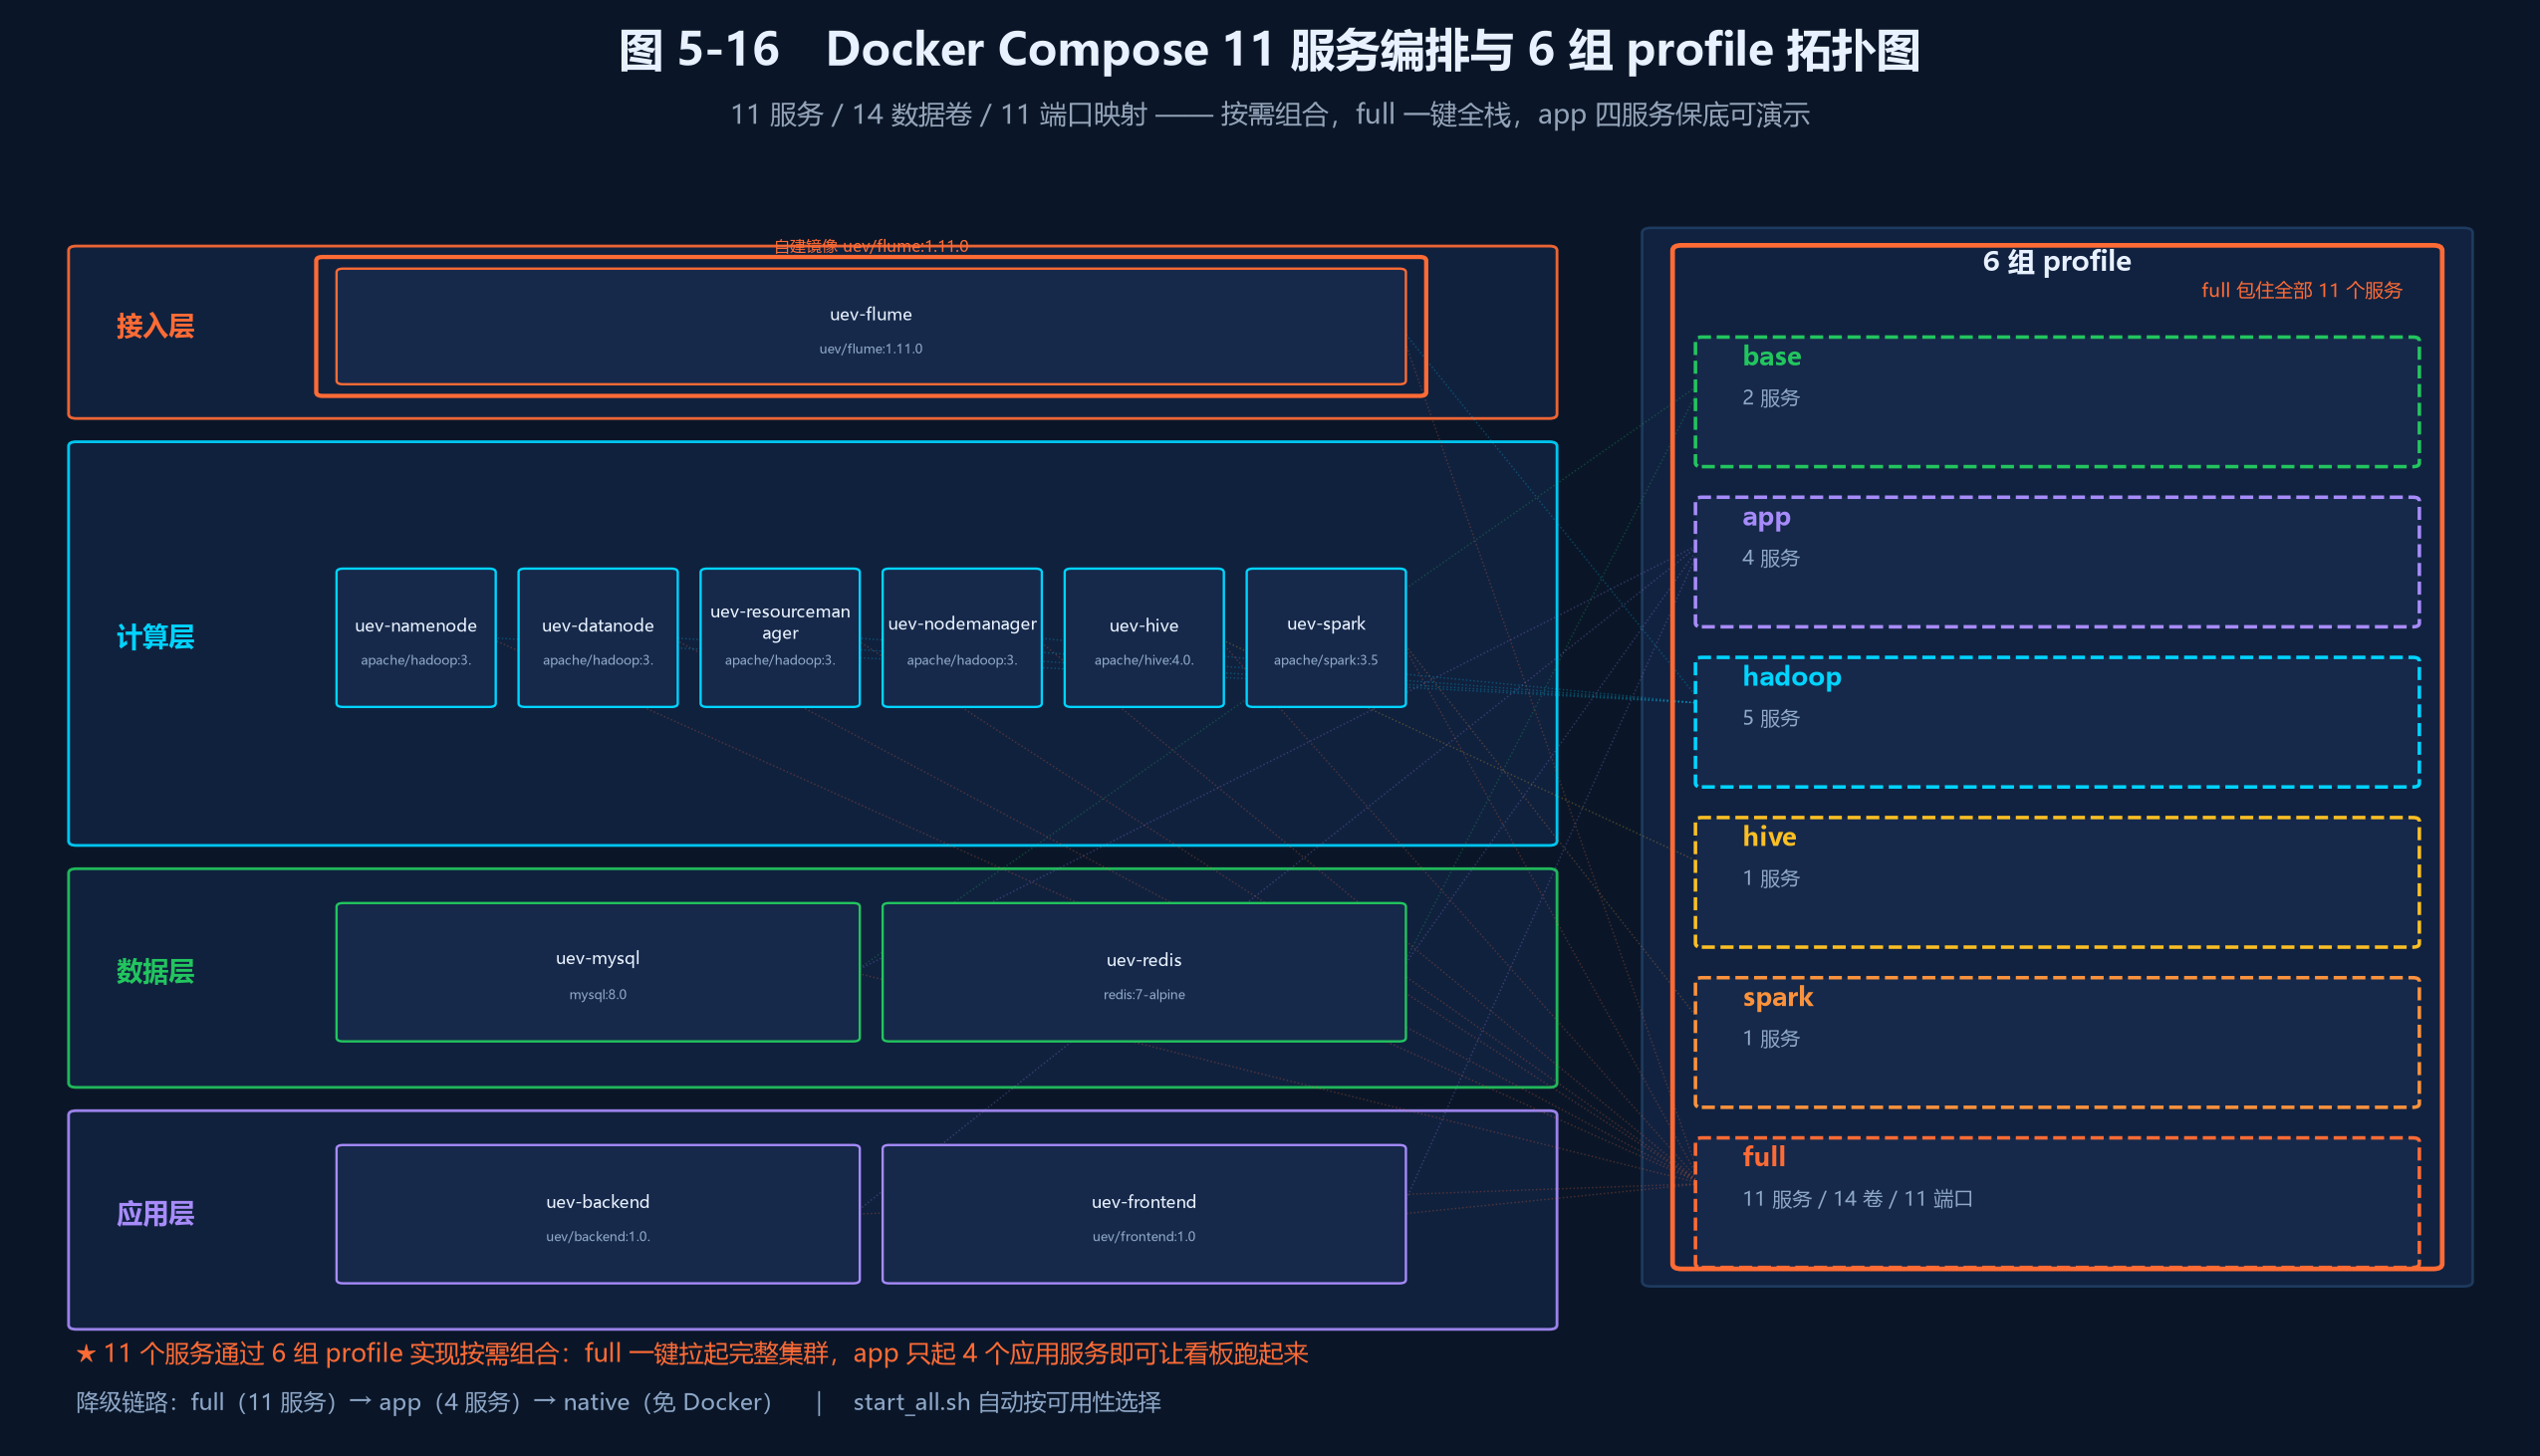 图 5-16 Docker Compose 11 服务编排与 6 组 profile 拓扑图
11 服务 / 14 数据卷 / 11 端口映射 —— 按需组合，full 一键全栈，app 四服务保底可演示
自建镜像 uev/flume:1.11.0
接入层
uev-flume
uev/flume:1.11.0
计算层
uev-namenode
apache/hadoop:3.
uev-datanode
apache/hadoop:3.
uev-resourceman
ager
apache/hadoop:3.
uev-nodemanager
apache/hadoop:3.
uev-hive
apache/hive:4.0.
uev-spark
apache/spark:3.5
数据层
uev-mysql
mysql:8.0
uev-redis
redis:7-alpine
应用层
uev-backend
uev/backend:1.0.
uev-frontend
uev/frontend:1.0
6 组 profile
full 包住全部 11 个服务
base
2 服务
app
4 服务
hadoop
5 服务
hive
1 服务
spark
1 服务
full
11 服务 / 14 卷 / 11 端口
★ 11 个服务通过 6 组 profile 实现按需组合：full 一键拉起完整集群，app 只起 4 个应用服务即可让看板跑起来
降级链路：full（11 服务）→ app（4 服务）→ native（免 Docker） | start_all.sh 自动按可用性选择